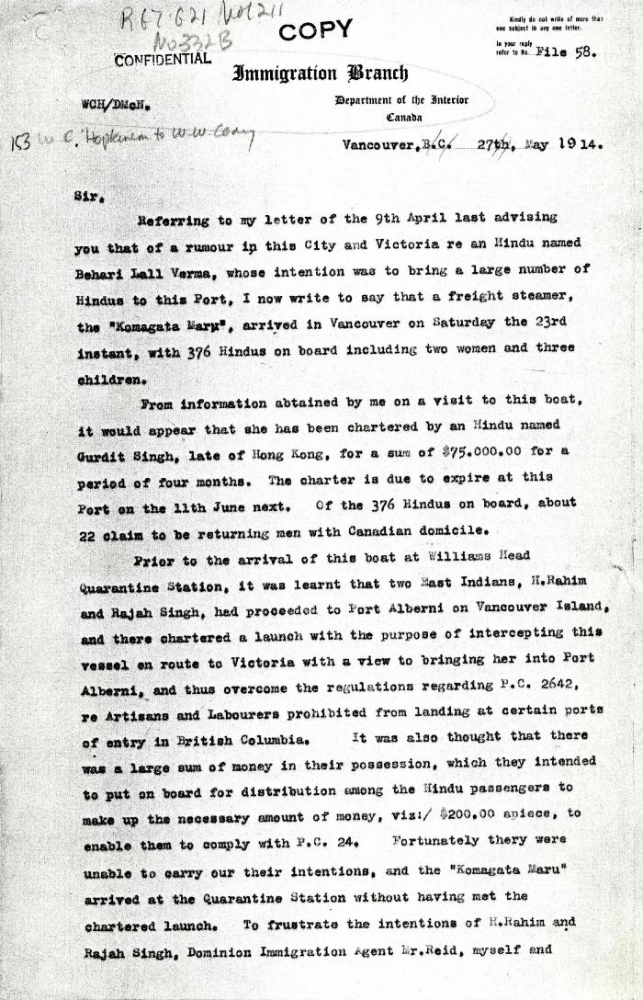 RG7.G21 Vol 211
No 332B
COPY
CONFIDENTIAL
Kindly do not write of more than
one subject in any one letter.
In your reply
refer to No. File 58.
Immigration Branch
WCH/DMcN.
Department of the Interior
Canada
153 W.C. Hopkinson to W.W. Cory
Vancouver,B.C. 27th, May 1914.
Sir,
Referring to my letter of the 9th April last advising
you that of a rumour ip this City and Victoria re an Hindu named
Behari Lall Verma, whose intention was to bring a large number of
Hindus to this Port, I now write to say that a freight steamer,
the "Komagata Maru", arrived in Vancouver on Saturday the 23rd
instant, with 376 Hindus on board including two women and three
children.
From information abtained by me on a visit to this boat,
it would appear that she has been chartered by an Hindu named
Gurdit Singh, late of Hong Kong, for a sum of $75.000.00 for a
period of four months. The charter is due to expire at this
Port on the 11th June next. Of the 376 Hindus on board, about
22 claim to be returning men with Canadian domicile.
Prior to the arrival of this boat at Williams Head
Quarantine Station, it was learnt that two East Indians, H.Rahim
and Rajah Singh, had proceeded to Port Alberni on Vancouver Island,
and there chartered a launch with the purpose of intercepting this
vessel en route to Victoria with a view to bringing her into Port
Alberni, and thus overcome the regulations regarding P.C. 2642,
re Artisans and Labourers prohibited from landing at certain ports
of entry in British Columbia. It was also thought that there
was a large sum of money in their possession, which they intended
to put on board for distribution among the Hindu passengers to
make up the necessary amount of money, viz:/ $200.00 apiece, to
enable them to comply with P.C. 24. Fortunately thery were
unable to carry our their intentions, and the "Komagata Maru"
arrived at the Quarantine Station without having met the
chartered launch. To frustrate the intentions of H.Rahim and
Rajah Singh, Dominion Immigration Agent Mr.Reid, myself and